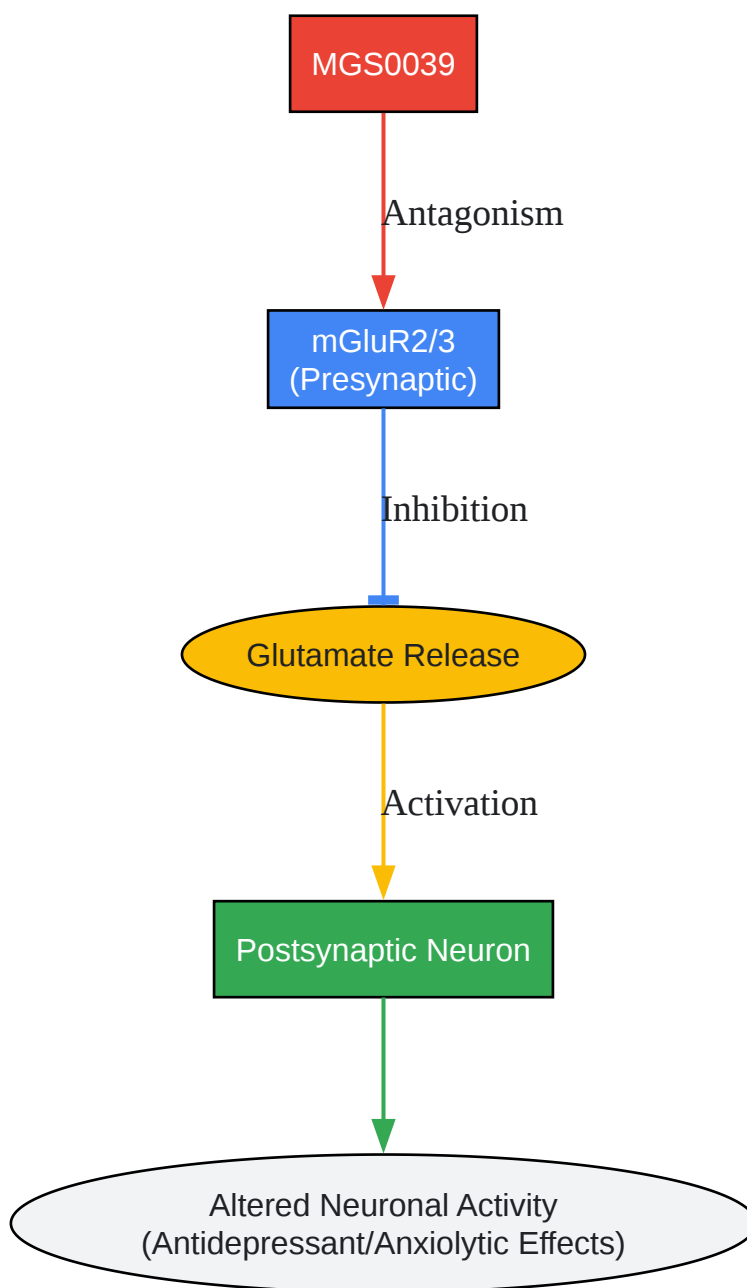 MGS0039
Antagonism
mGluR2/3
(Presynaptic)
Inhibition
Glutamate Release
Activation
Postsynaptic Neuron
Altered Neuronal Activity
(Antidepressant/Anxiolytic Effects)